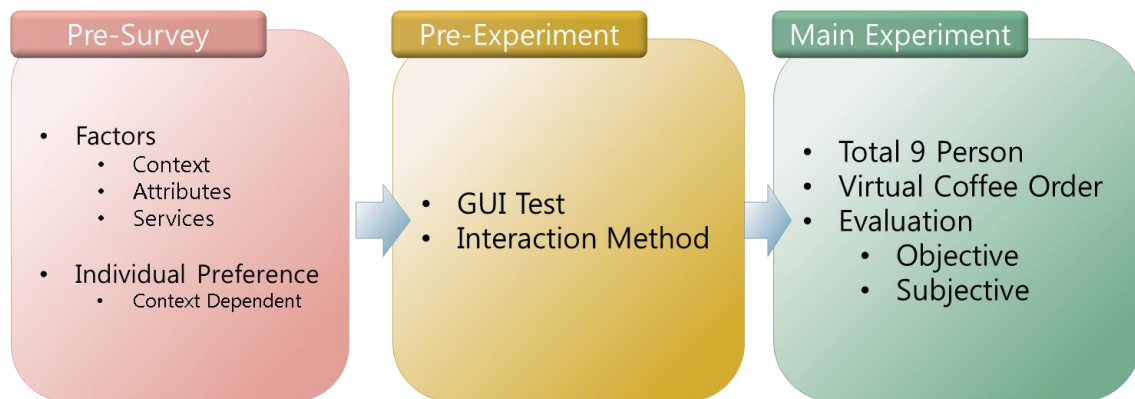 Pre-Survey
• Factors
• Context
• Attributes
• Services
• Individual Preference
• Context Dependent
Pre-Experiment
• GUI Test
• Interaction Method
Main Experiment
• Total 9 Person
• Virtual Coffee Order
• Evaluation
• Objective
• Subjective